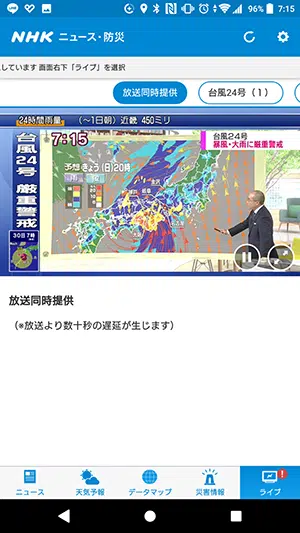 96% 7:15
NHK ニュース・防災
しています 画面右下「ライブ」を選択
放送同時提供
台風24号(1)
24時間雨量 (~1日朝) 近畿 450ミリ
7:15
台風24号 厳重警戒
台風24号
暴風・大雨に厳重警戒
予想 きょう(日)20時
30日7時
放送同時提供
(※放送より数十秒の遅延が生じます)
ニュース
天気予報
データマップ
災害情報
ライブ